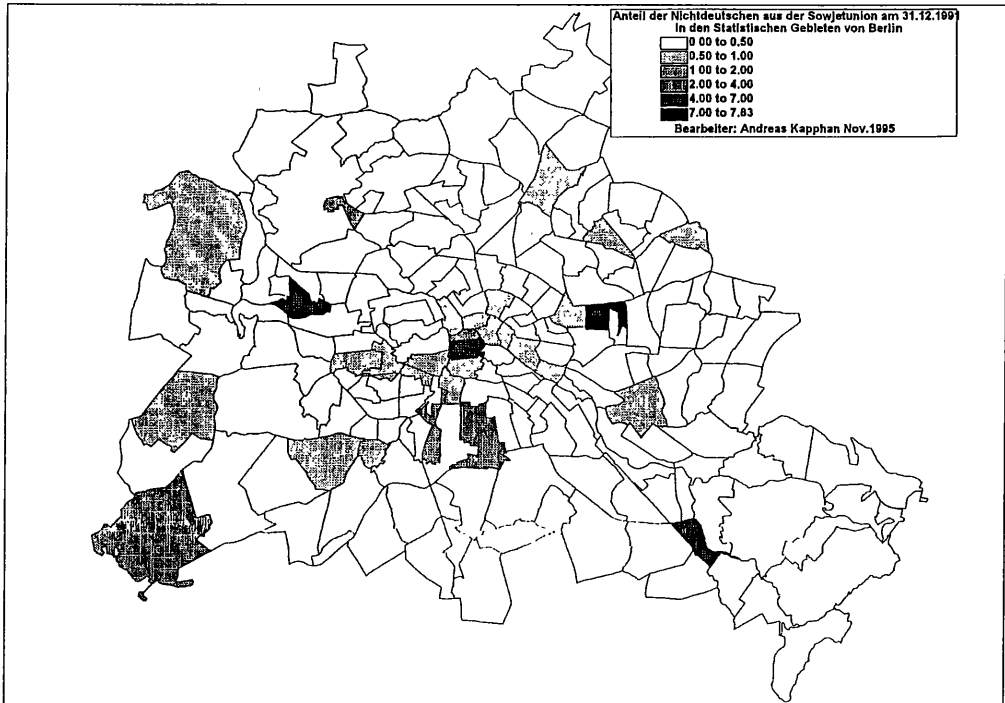 Anteil der Nichtdeutschen aus der Sowjetunion am 31.12.1991
in den Statistischen Gebieten von Berlin
0 00 to 0.50
0.50 to 1.00
1 00 to 2.00
2.00 to 4.00
4.00 to 7.00
7.00 to 7.83
Bearbeiter: Andreas Kapphan Nov.1995